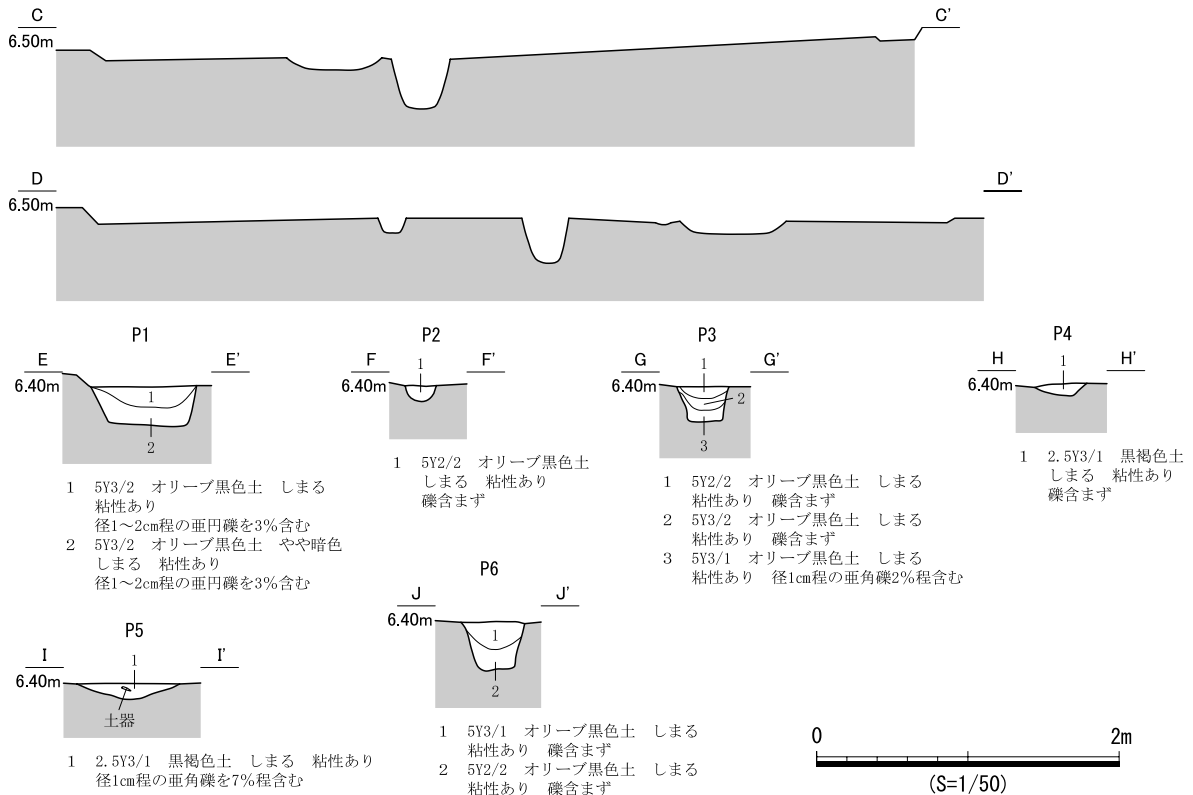 C C'
6.50m
D D'
6.50m
P1
E E'
6.40m
1
2
1 5Y3/2 オリーブ黒色土 しまる
粘性あり
径1～2cm程の亜円礫を3%含む
2 5Y3/2 オリーブ黒色土 やや暗色
しまる 粘性あり
径1～2cm程の亜円礫を3%含む
P2
1
F F'
6.40m
1 5Y2/2 オリーブ黒色土
しまる 粘性あり
礫含まず
P3
1
G G'
6.40m
2
3
1 5Y2/2 オリーブ黒色土 しまる
粘性あり 礫含まず
2 5Y3/2 オリーブ黒色土 しまる
粘性あり 礫含まず
3 5Y3/1 オリーブ黒色土 しまる
粘性あり 径1cm程の亜角礫2%程含む
P4
1
H H'
6.40m
1 2.5Y3/1 黒褐色土
しまる 粘性あり
礫含まず
P5
1
I I'
6.40m
土器
1 2.5Y3/1 黒褐色土 しまる 粘性あり
径1cm程の亜角礫を7%程含む
P6
J J'
6.40m
1
2
1 5Y3/1 オリーブ黒色土 しまる
粘性あり 礫含まず
2 5Y2/2 オリーブ黒色土 しまる
粘性あり 礫含まず
0 2m
(S=1/50)